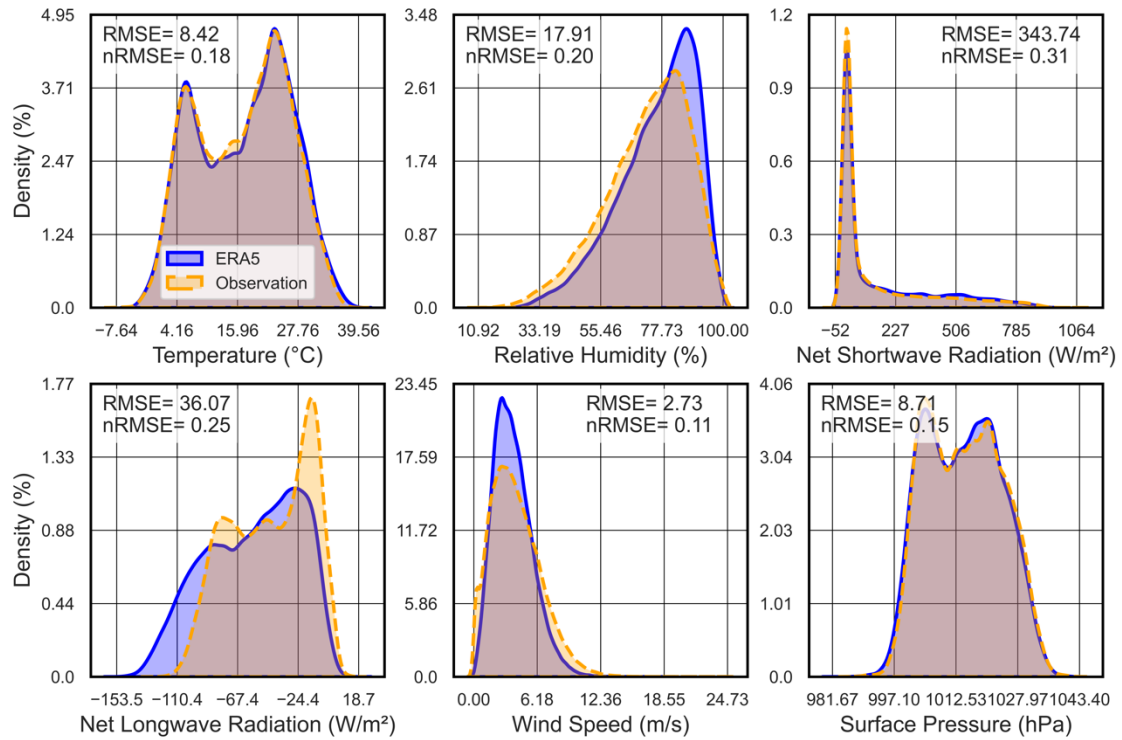 4.95
3.71
2.47
1.24
0.0
Density (%)
RMSE= 8.42
nRMSE= 0.18
ERA5
Observation
−7.64 4.16 15.96 27.76 39.56
Temperature (°C)
3.48
2.61
1.74
0.87
0.0
RMSE= 17.91
nRMSE= 0.20
10.92 33.19 55.46 77.73 100.00
Relative Humidity (%)
1.2
0.9
0.6
0.3
0.0
RMSE= 343.74
nRMSE= 0.31
−52 227 506 785 1064
Net Shortwave Radiation (W/m²)
1.77
1.33
0.88
0.44
0.0
Density (%)
RMSE= 36.07
nRMSE= 0.25
−153.5 −110.4 −67.4 −24.4 18.7
Net Longwave Radiation (W/m²)
23.45
17.59
11.72
5.86
0.0
RMSE= 2.73
nRMSE= 0.11
0.00 6.18 12.36 18.55 24.73
Wind Speed (m/s)
4.06
3.04
2.03
1.01
0.0
RMSE= 8.71
nRMSE= 0.15
981.67 997.10 1012.53 1027.97 1043.40
Surface Pressure (hPa)